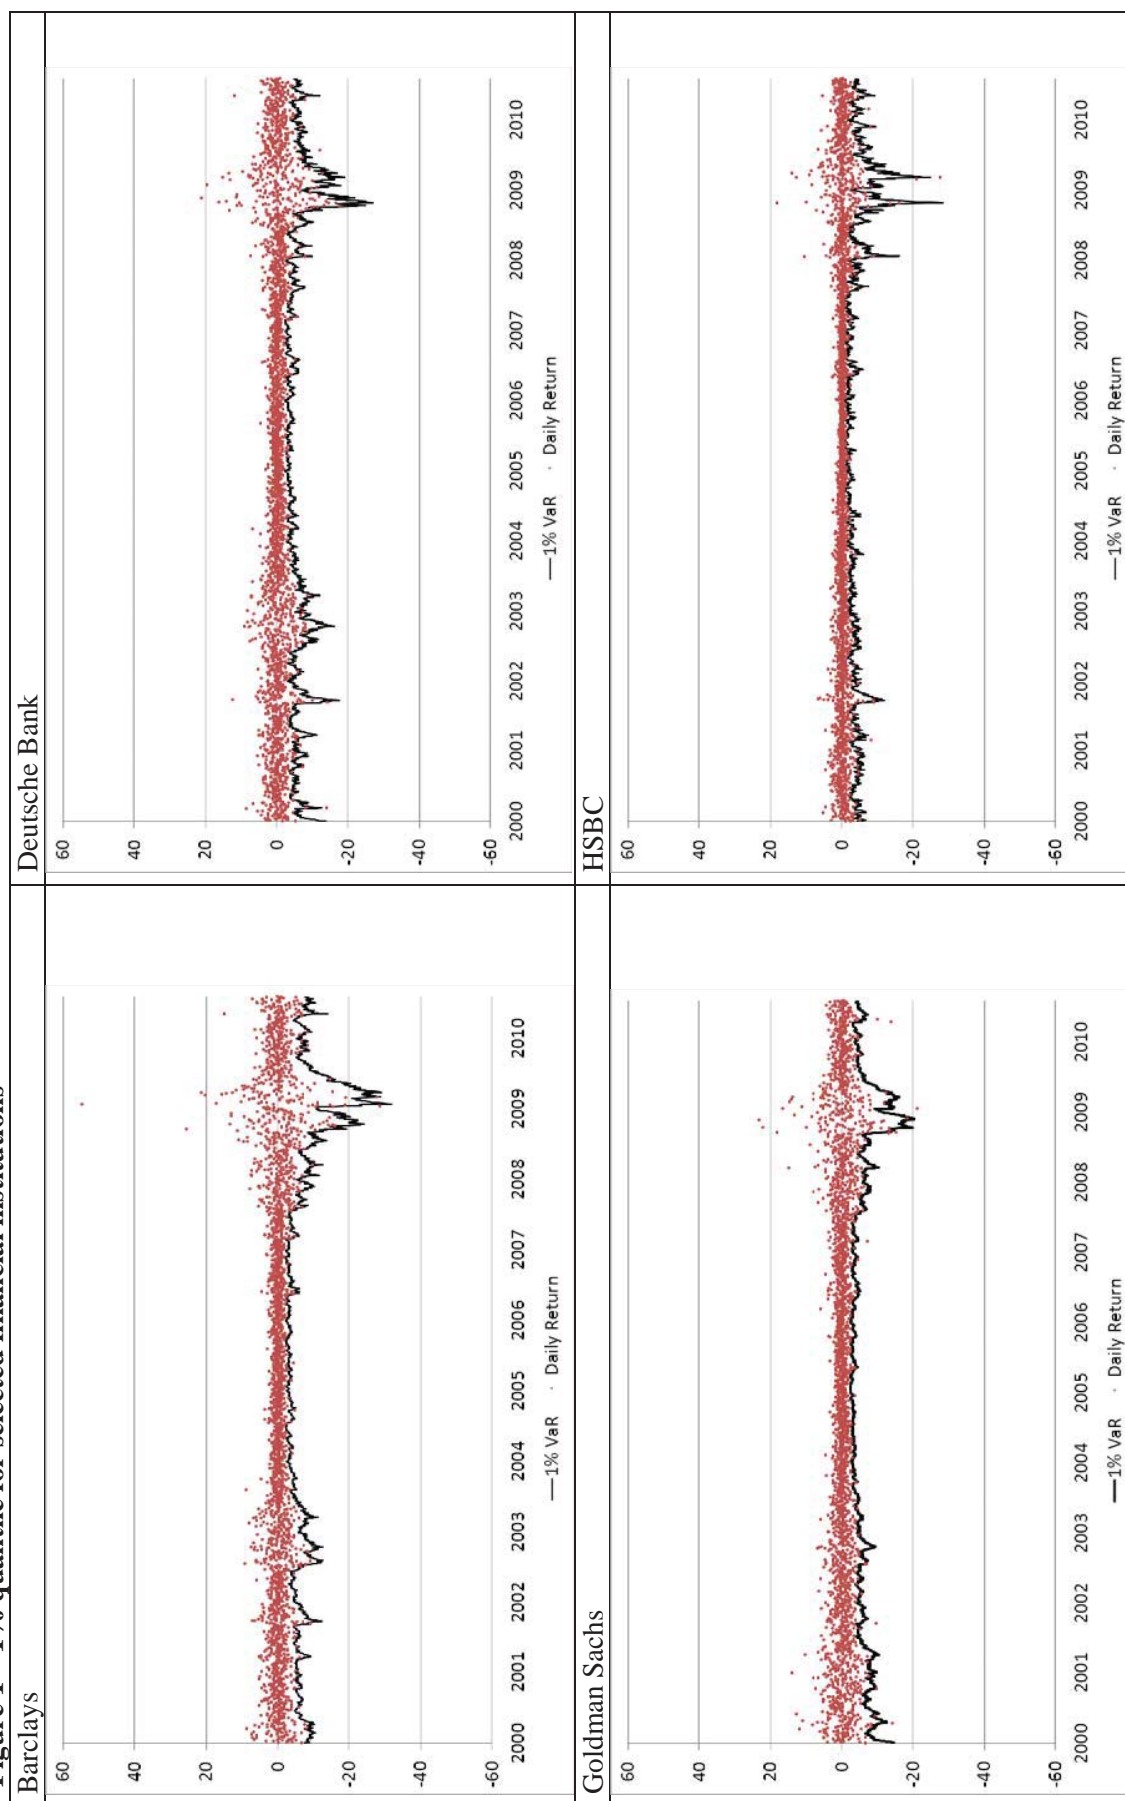 Figure 1 – 1% quantile for selected financial institutions
Barclays
60
40
20
0
-20
-40
-60
2000 2001 2002 2003 2004 2005 2006 2007 2008 2009 2010
—1% VaR · Daily Return
Deutsche Bank
60
40
20
0
-20
-40
-60
2000 2001 2002 2003 2004 2005 2006 2007 2008 2009 2010
—1% VaR · Daily Return
Goldman Sachs
60
40
20
0
-20
-40
-60
2000 2001 2002 2003 2004 2005 2006 2007 2008 2009 2010
—1% VaR · Daily Return
HSBC
60
40
20
0
-20
-40
-60
2000 2001 2002 2003 2004 2005 2006 2007 2008 2009 2010
—1% VaR · Daily Return